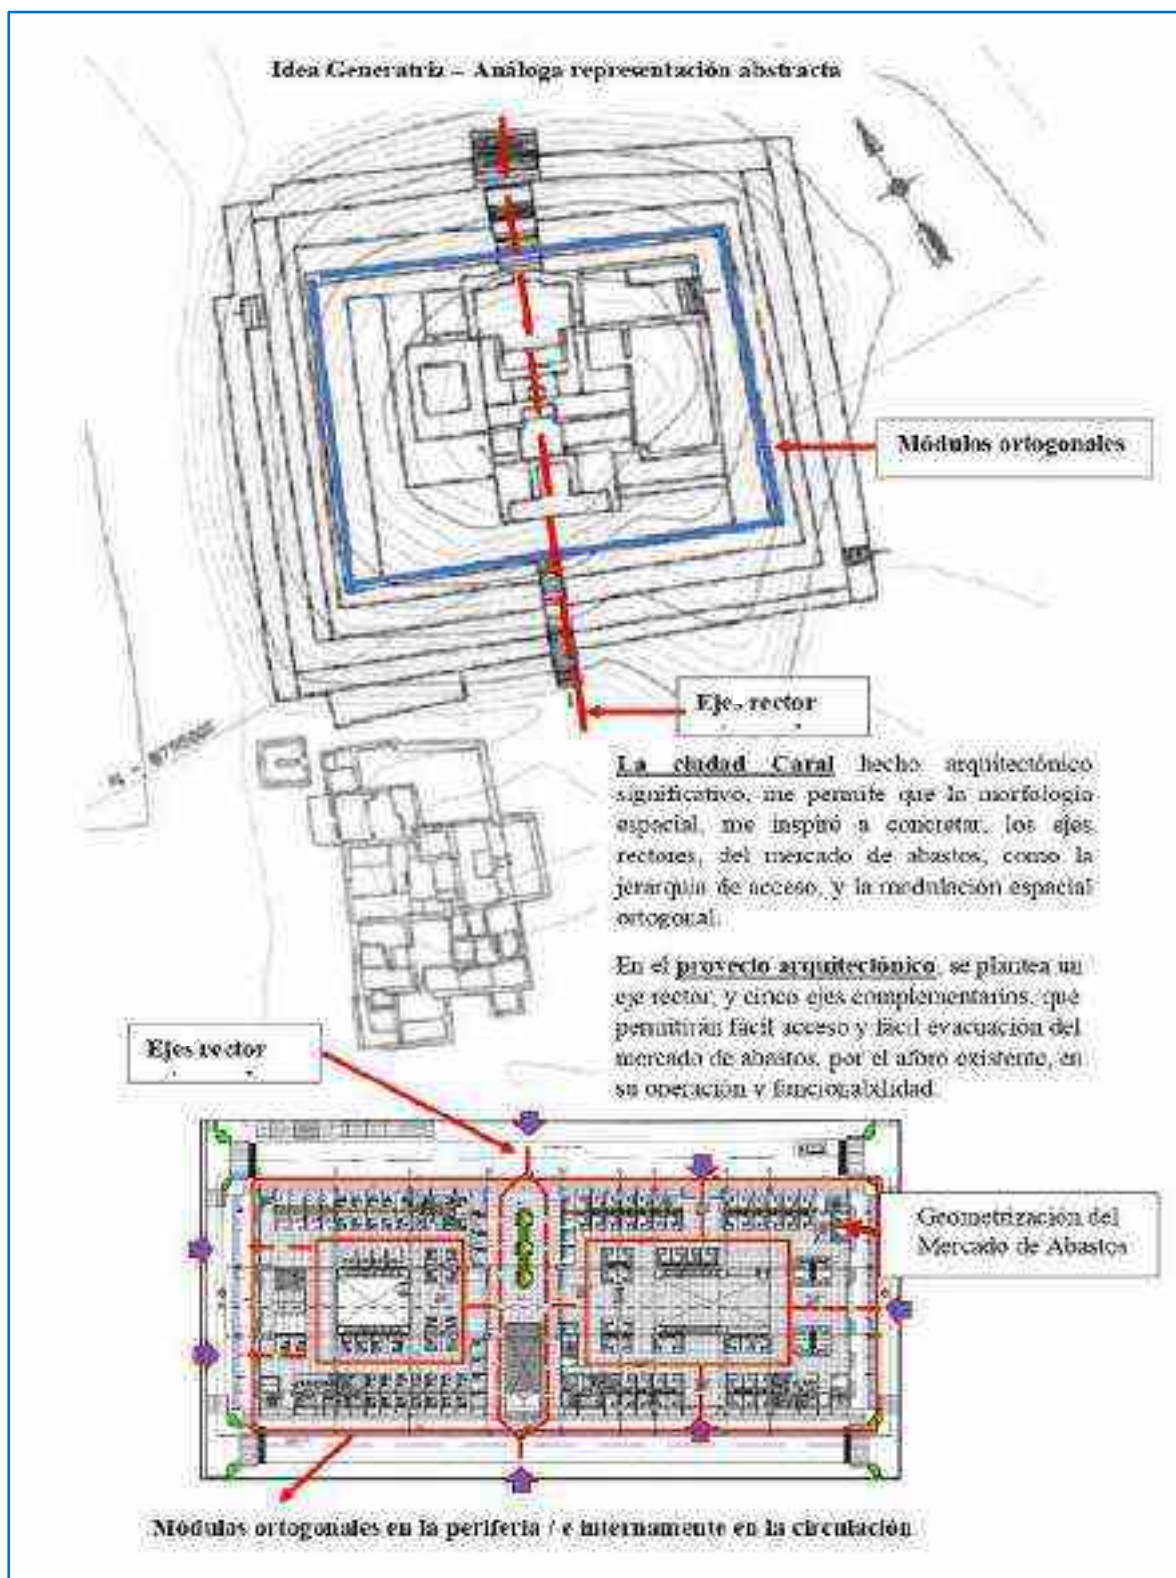 Idea Generatriz – Análoga representación abstracta
Módulos ortogonales
Ejes rector
La ciudad Caral hecho arquitectónico
significativo, me permite que la morfología
espacial, me inspiró a concretar, los ejes
rectores, del mercado de abastos, como la
jerarquía de acceso, y la modulación espacial
ortogonal.
En el proyecto arquitectónico, se plantea un
eje rector, y cinco ejes complementarios, que
permitirán fácil acceso y fácil evacuación del
mercado de abastos, por el aforo existente, en
su operación y funcionabilidad.
Ejes rector
Geometrización del
Mercado de Abastos
Módulos ortogonales en la periferia / e internamente en la circulación